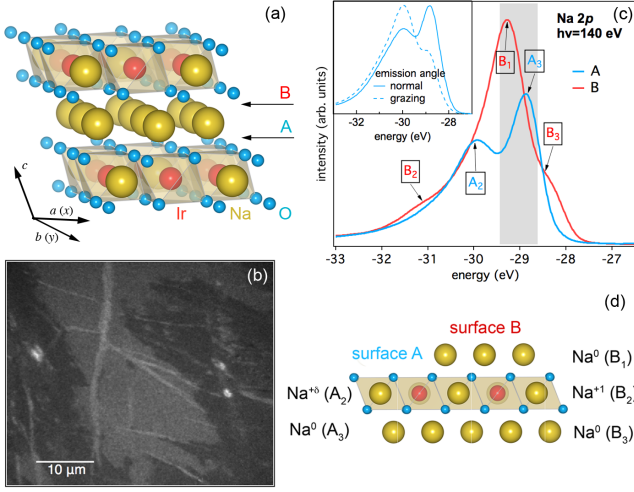 (a)
B
A
c
a (x)
b (y)
Ir
Na
O
(b)
10 μm
(c)
Na 2p
hν=140 eV
A
B
B₁
A₃
B₃
B₂
A₂
intensity (arb. units)
-33
-32
-31
-30
-29
-28
-27
energy (eV)
emission angle
normal
grazing
-32
-30
-28
energy (eV)
(d)
surface B
surface A
Na⁰ (B₁)
Na⁺ᵟ (A₂)
Na⁺¹ (B₂)
Na⁰ (A₃)
Na⁰ (B₃)